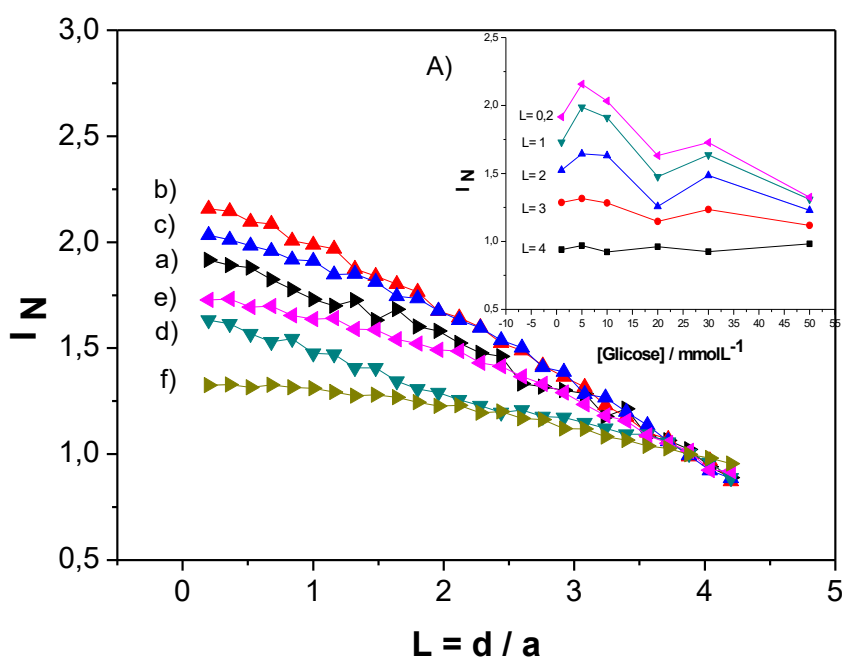 3,0
2,5
2,0
1,5
1,0
0,5
I N
b)
c)
a)
e)
d)
f)
0
1
2
3
4
5
L = d / a
A)
2,5
2,0
1,5
1,0
0,5
I N
L= 0,2
L= 1
L= 2
L= 3
L= 4
-10 -5 0 5 10 15 20 25 30 35 40 45 50 55
[Glicose] / mmolL-1